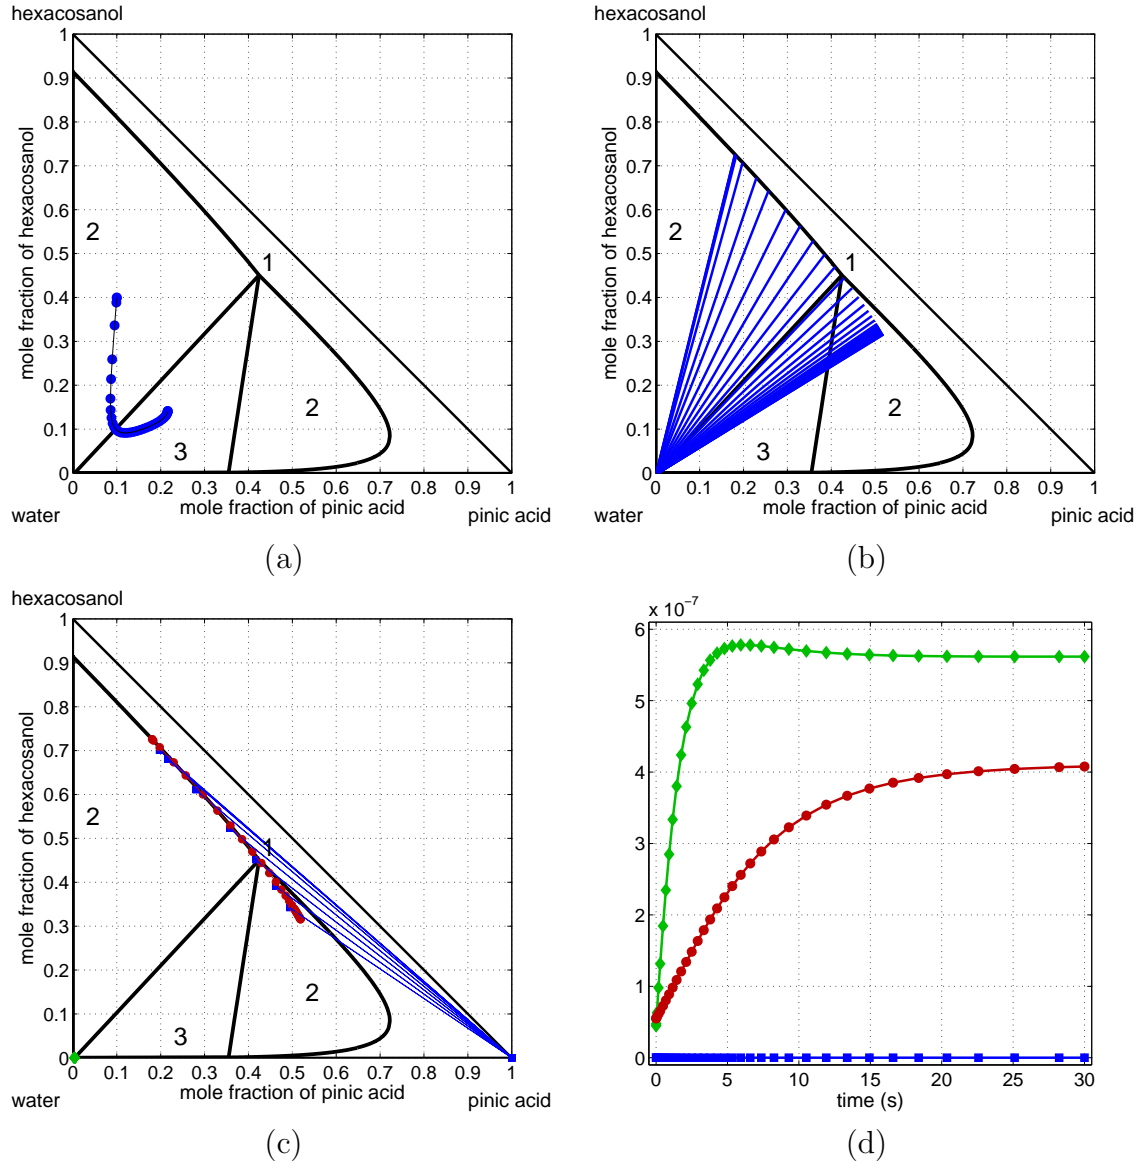 hexacosanol
1
0.9
0.8
0.7
0.6
0.5
0.4
0.3
0.2
0.1
0
mole fraction of hexacosanol
2
1
2
3
0 0.1 0.2 0.3 0.4 0.5 0.6 0.7 0.8 0.9 1
mole fraction of pinic acid
water
pinic acid
(a)
hexacosanol
1
0.9
0.8
0.7
0.6
0.5
0.4
0.3
0.2
0.1
0
mole fraction of hexacosanol
2
1
2
3
0 0.1 0.2 0.3 0.4 0.5 0.6 0.7 0.8 0.9 1
mole fraction of pinic acid
water
pinic acid
(b)
hexacosanol
1
0.9
0.8
0.7
0.6
0.5
0.4
0.3
0.2
0.1
0
mole fraction of hexacosanol
2
1
2
3
0 0.1 0.2 0.3 0.4 0.5 0.6 0.7 0.8 0.9 1
mole fraction of pinic acid
water
pinic acid
(c)
x 10⁻⁷
6
5
4
3
2
1
0
0 5 10 15 20 25 30
time (s)
(d)